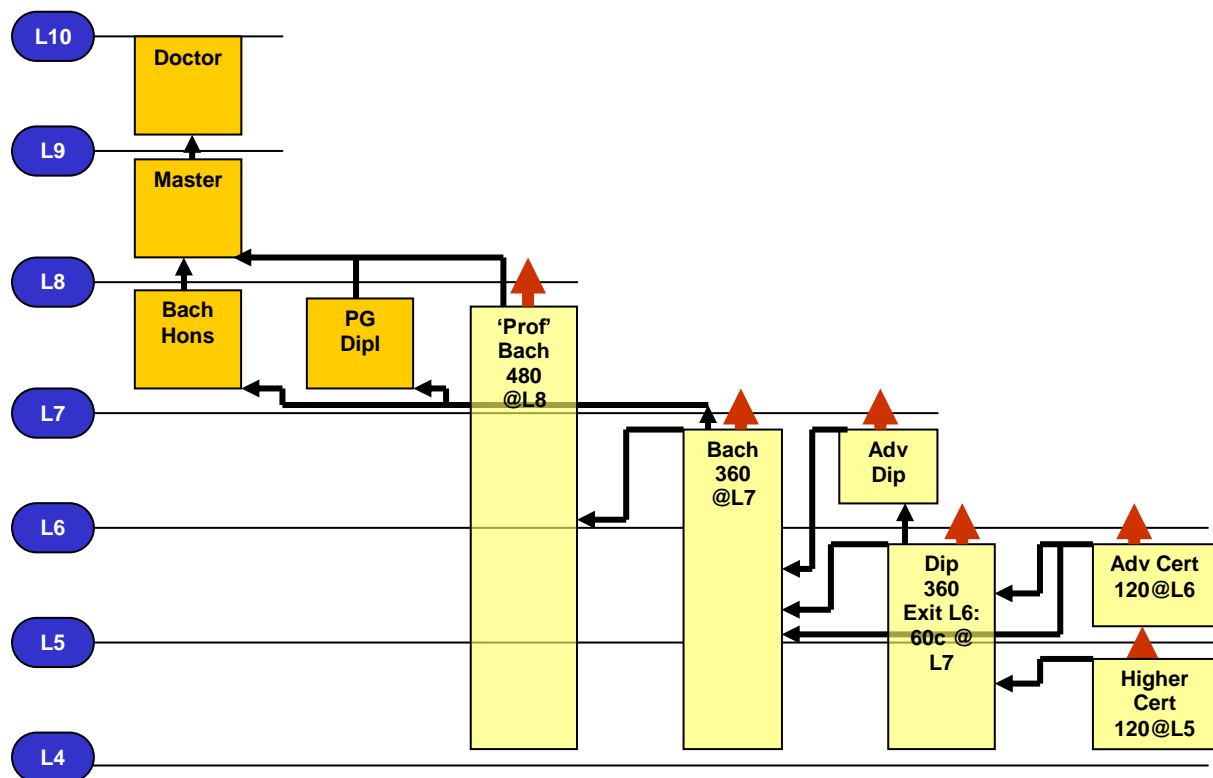 L10
Doctor
L9
Master
L8
Bach
Hons
PG
Dipl
‘Prof’
Bach
480
@L8
L7
Bach
360
@L7
Adv
Dip
L6
Dip
360
Exit L6:
60c @
L7
Adv Cert
120@L6
L5
Higher
Cert
120@L5
L4